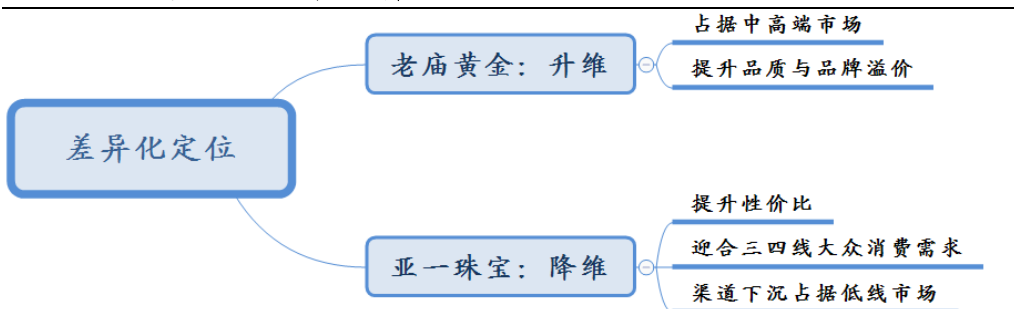 差异化定位
老庙黄金：升维
占据中高端市场
提升品质与品牌溢价
亚一珠宝：降维
提升性价比
迎合三四线大众消费需求
渠道下沉占据低线市场